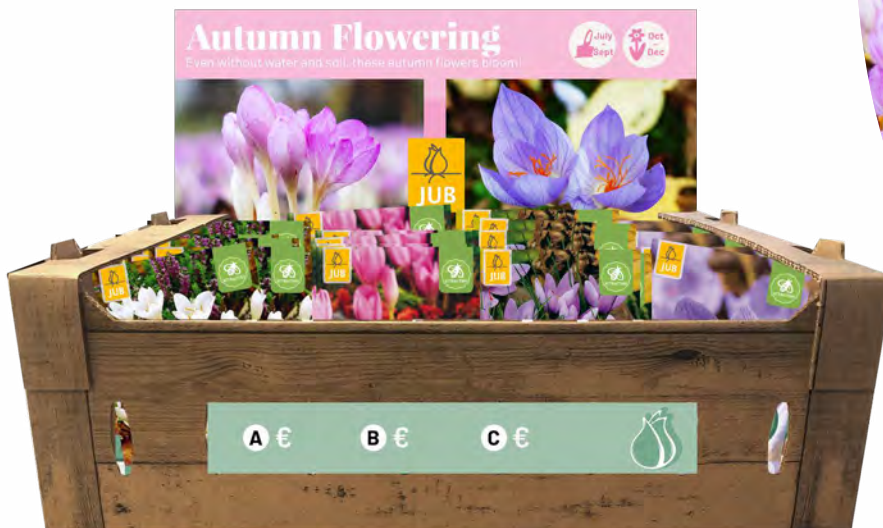 Autumn Flowering
Even without water and soil, these autumn flowers bloom!
July
-
Sept
Oct
-
Dec
JUB
JUB
JUB
JUB
JUB
A €
B €
C €